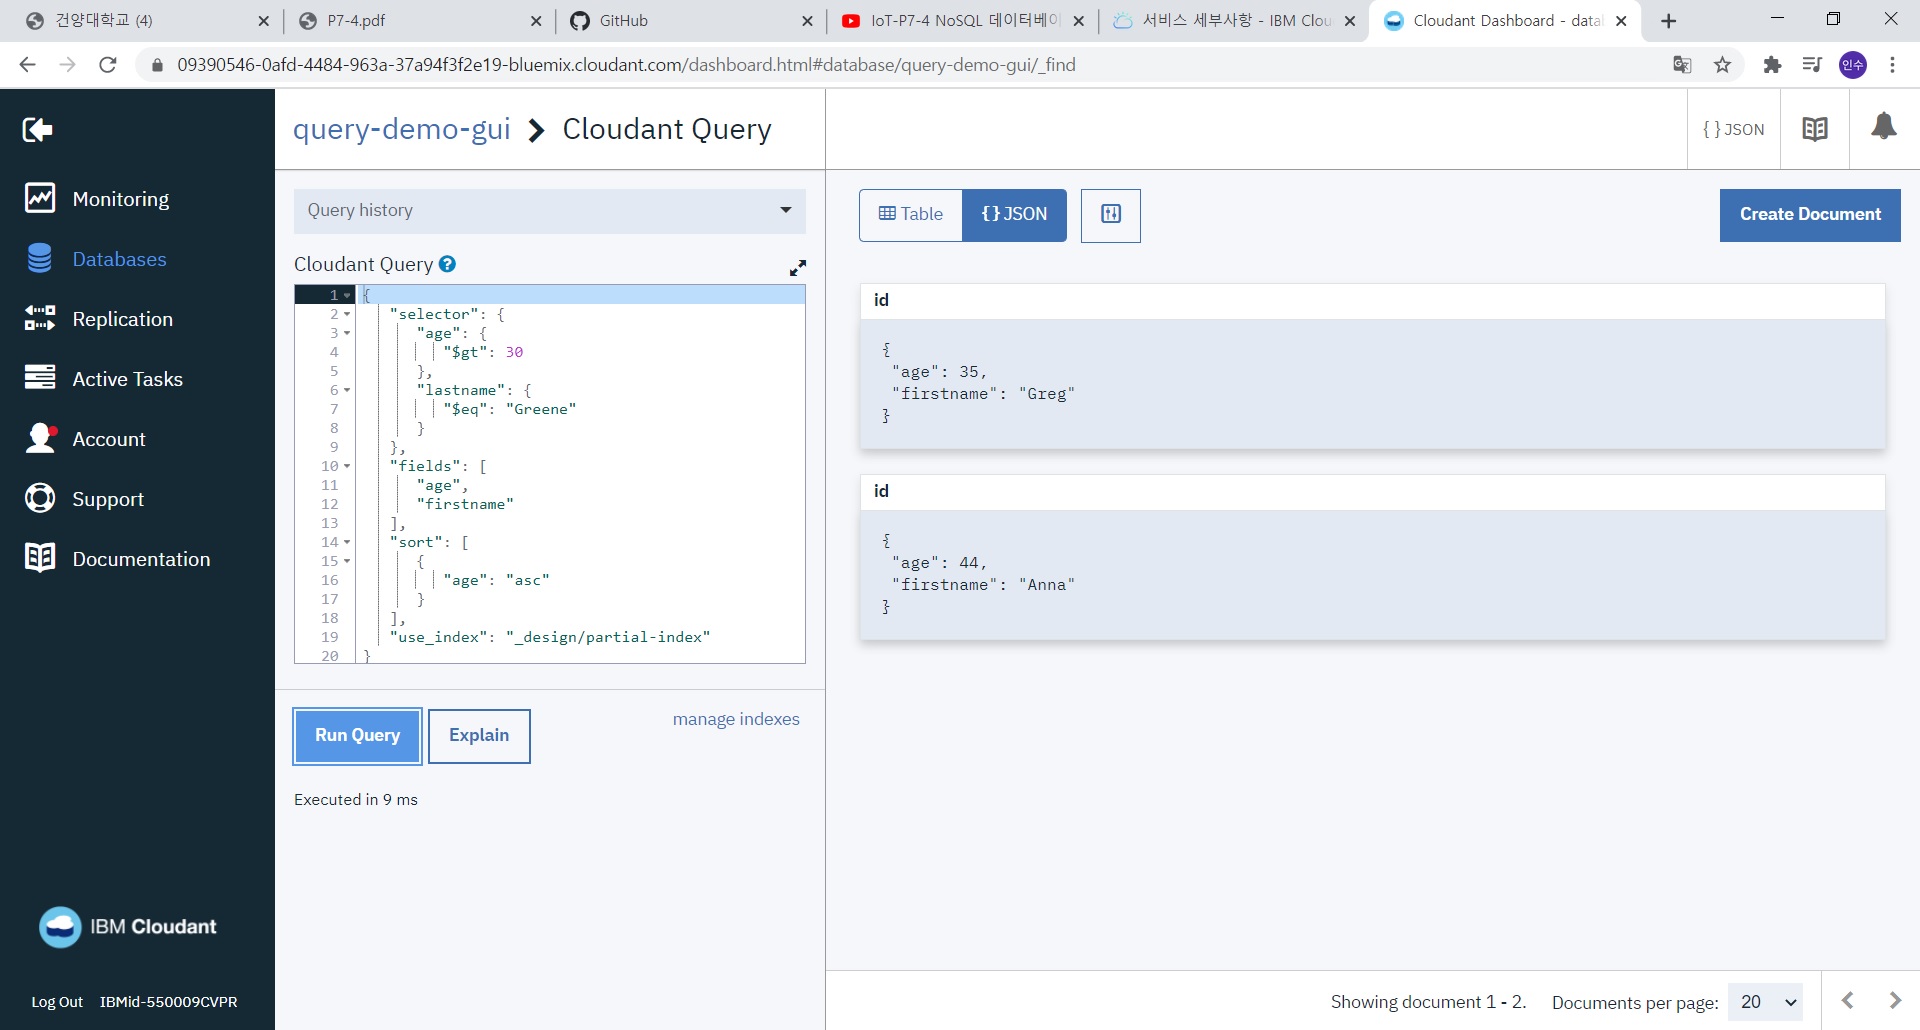 건양대학교 (4)
P7-4.pdf
GitHub
IoT-P7-4 NoSQL 데이터베이
서비스 세부사항 - IBM Clou
Cloudant Dashboard - data
09390546-0afd-4484-963a-37a94f3f2e19-bluemix.cloudant.com/dashboard.html#database/query-demo-gui/_find
인수
Monitoring
Databases
Replication
Active Tasks
Account
Support
Documentation
IBM Cloudant
Log Out IBMid-550009CVPR
query-demo-gui > Cloudant Query
Query history
Cloudant Query ?
1 {
2 "selector": {
3 "age": {
4 "$gt": 30
5 },
6 "lastname": {
7 "$eq": "Greene"
8 }
9 },
10 "fields": [
11 "age",
12 "firstname"
13 ],
14 "sort": [
15 {
16 "age": "asc"
17 }
18 ],
19 "use_index": "_design/partial-index"
20 }
Run Query Explain manage indexes
Executed in 9 ms
{ } JSON
Table {} JSON
Create Document
id
{
"age": 35,
"firstname": "Greg"
}
id
{
"age": 44,
"firstname": "Anna"
}
Showing document 1 - 2. Documents per page: 20